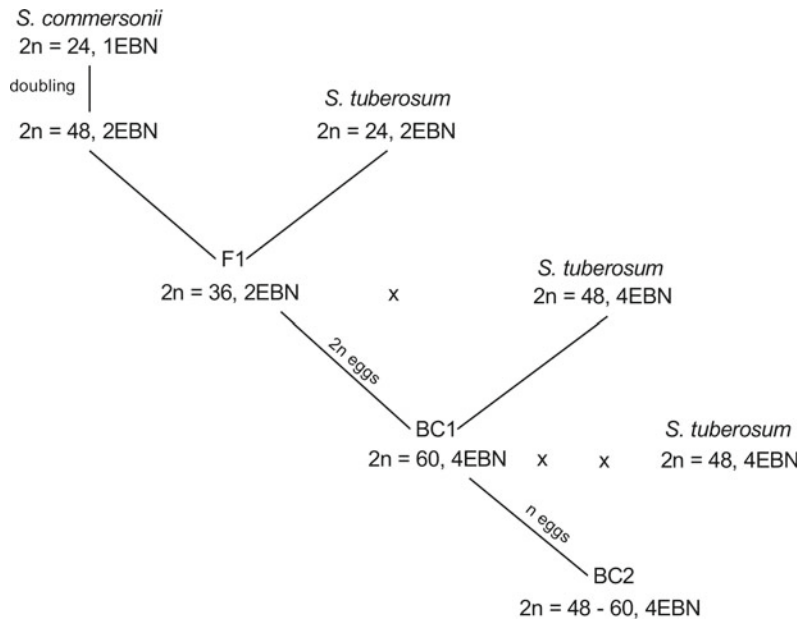 S. commersonii
2n = 24, 1EBN
doubling
S. tuberosum
2n = 48, 2EBN
2n = 24, 2EBN
F1
S. tuberosum
2n = 36, 2EBN
x
2n = 48, 4EBN
2n eggs
BC1
S. tuberosum
2n = 60, 4EBN
x
x
2n = 48, 4EBN
n eggs
BC2
2n = 48 - 60, 4EBN